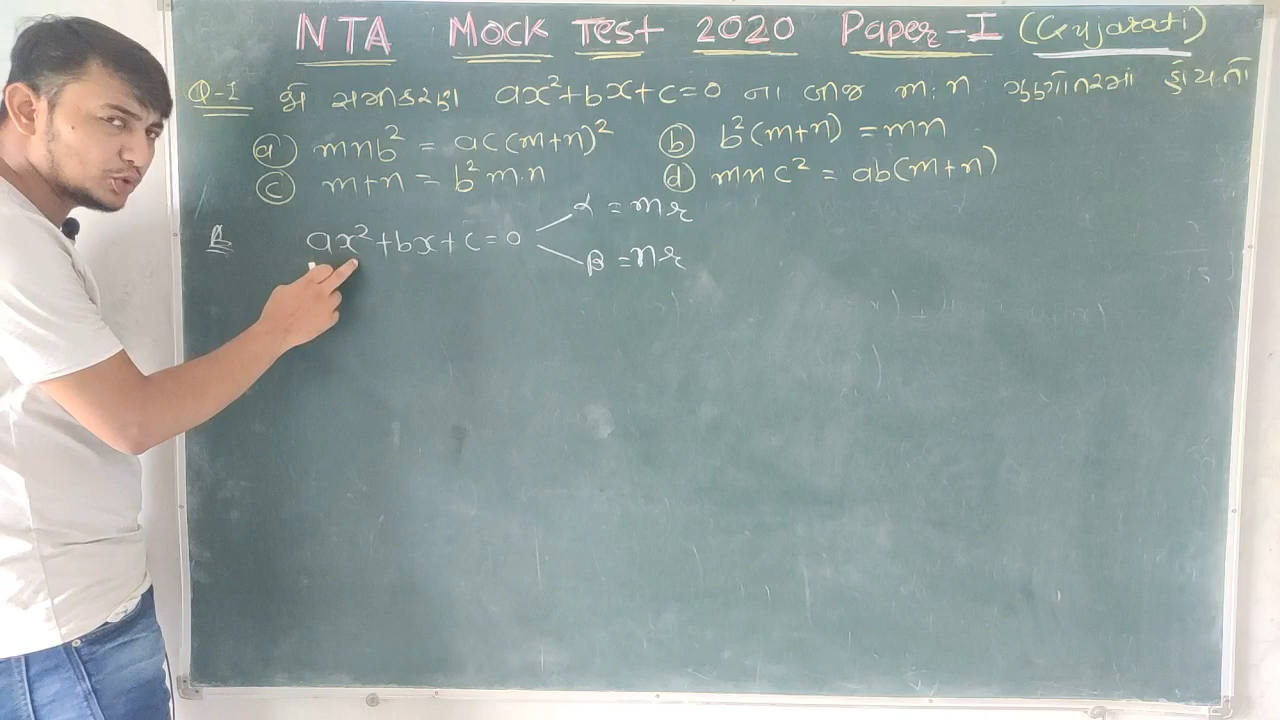 NTA Mock Test 2020 Paper-I (Gujarati)
Q-1 જો સમીકરણ ax²+bx+c=0 ના બીજ m:n ગુણોત્તરમાં હોય તો
(a) mnb² = ac(m+n)² (b) b²(m+n) = mn
(c) m+n = b²m.n (d) mnc² = ab(m+n)
ax²+bx+c=0
α = mr
β = nr